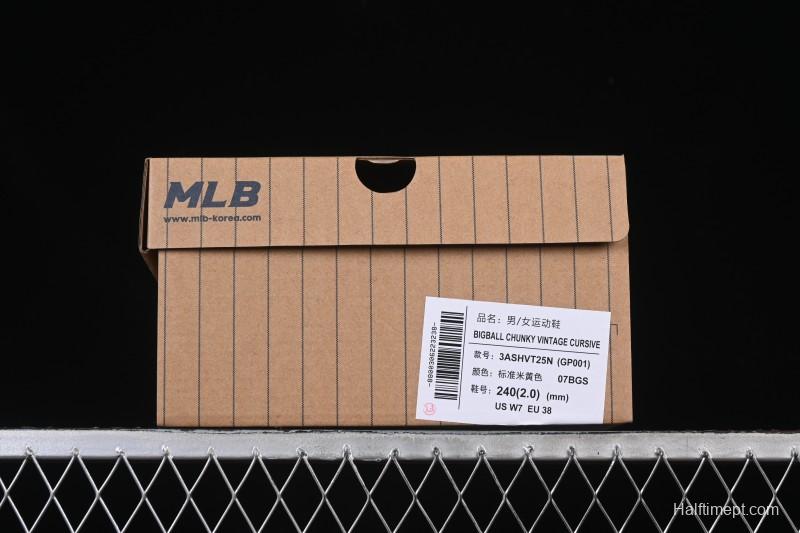 MLB
www.mlb-korea.com
品名：男/女运动鞋
BIGBALL CHUNKY VINTAGE CURSIVE
款号：3ASHVT25N (GP001)
颜色：标准米黄色 07BGS
鞋号：240(2.0) (mm)
US W7 EU 38
-8800306223238-
13
Halftimept.com